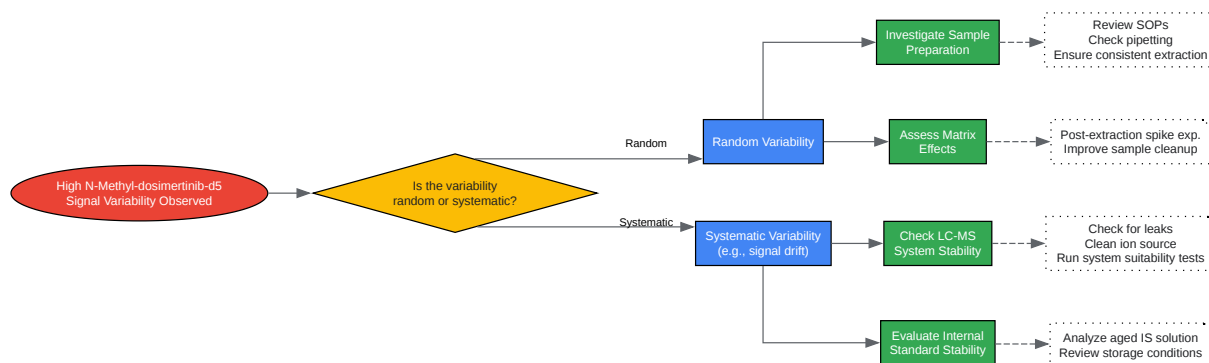 High N-Methyl-dosimertinib-d5
Signal Variability Observed
Is the variability
random or systematic?
Random
Systematic
Random Variability
Systematic Variability
(e.g., signal drift)
Investigate Sample
Preparation
Review SOPs
Check pipetting
Ensure consistent extraction
Assess Matrix
Effects
Post-extraction spike exp.
Improve sample cleanup
Check LC-MS
System Stability
Check for leaks
Clean ion source
Run system suitability tests
Evaluate Internal
Standard Stability
Analyze aged IS solution
Review storage conditions